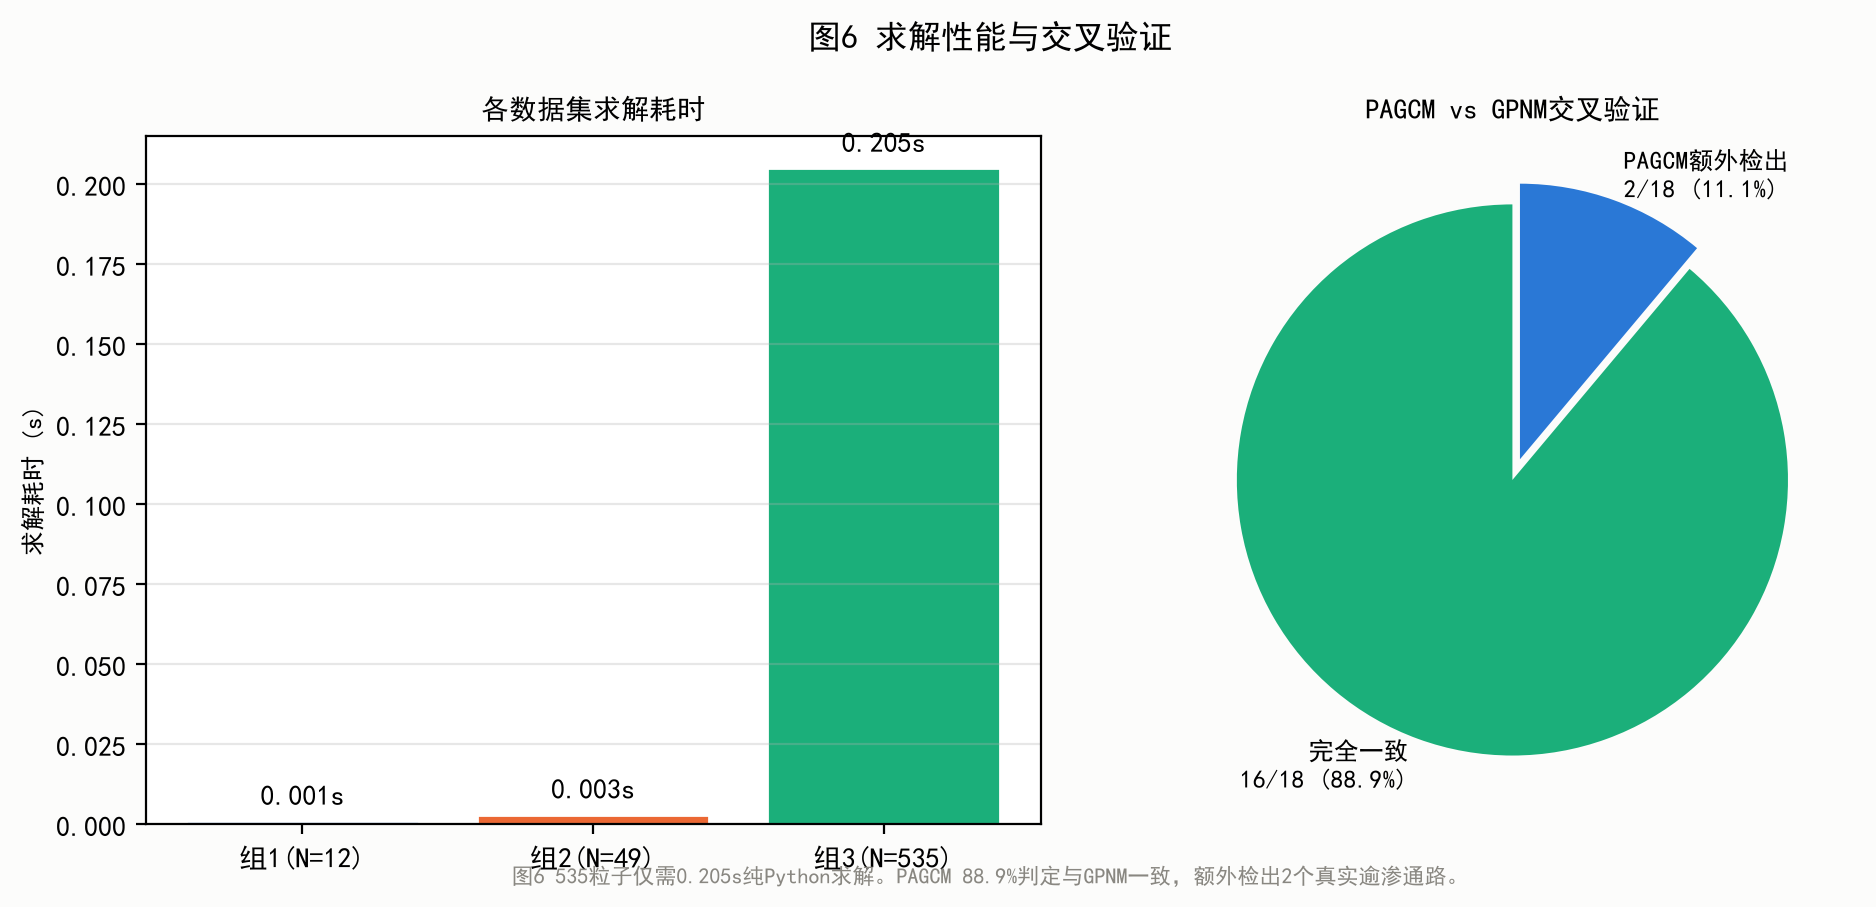 图6 求解性能与交叉验证
各数据集求解耗时
求解耗时 (s)
0.200
0.175
0.150
0.125
0.100
0.075
0.050
0.025
0.000
0.001s
0.003s
0.205s
组1(N=12)
组2(N=49)
组3(N=535)
PAGCM vs GPNM交叉验证
PAGCM额外检出
2/18 (11.1%)
完全一致
16/18 (88.9%)
图6 535粒子仅需0.205s纯Python求解。PAGCM 88.9%判定与GPNM一致，额外检出2个真实逾渗通路。